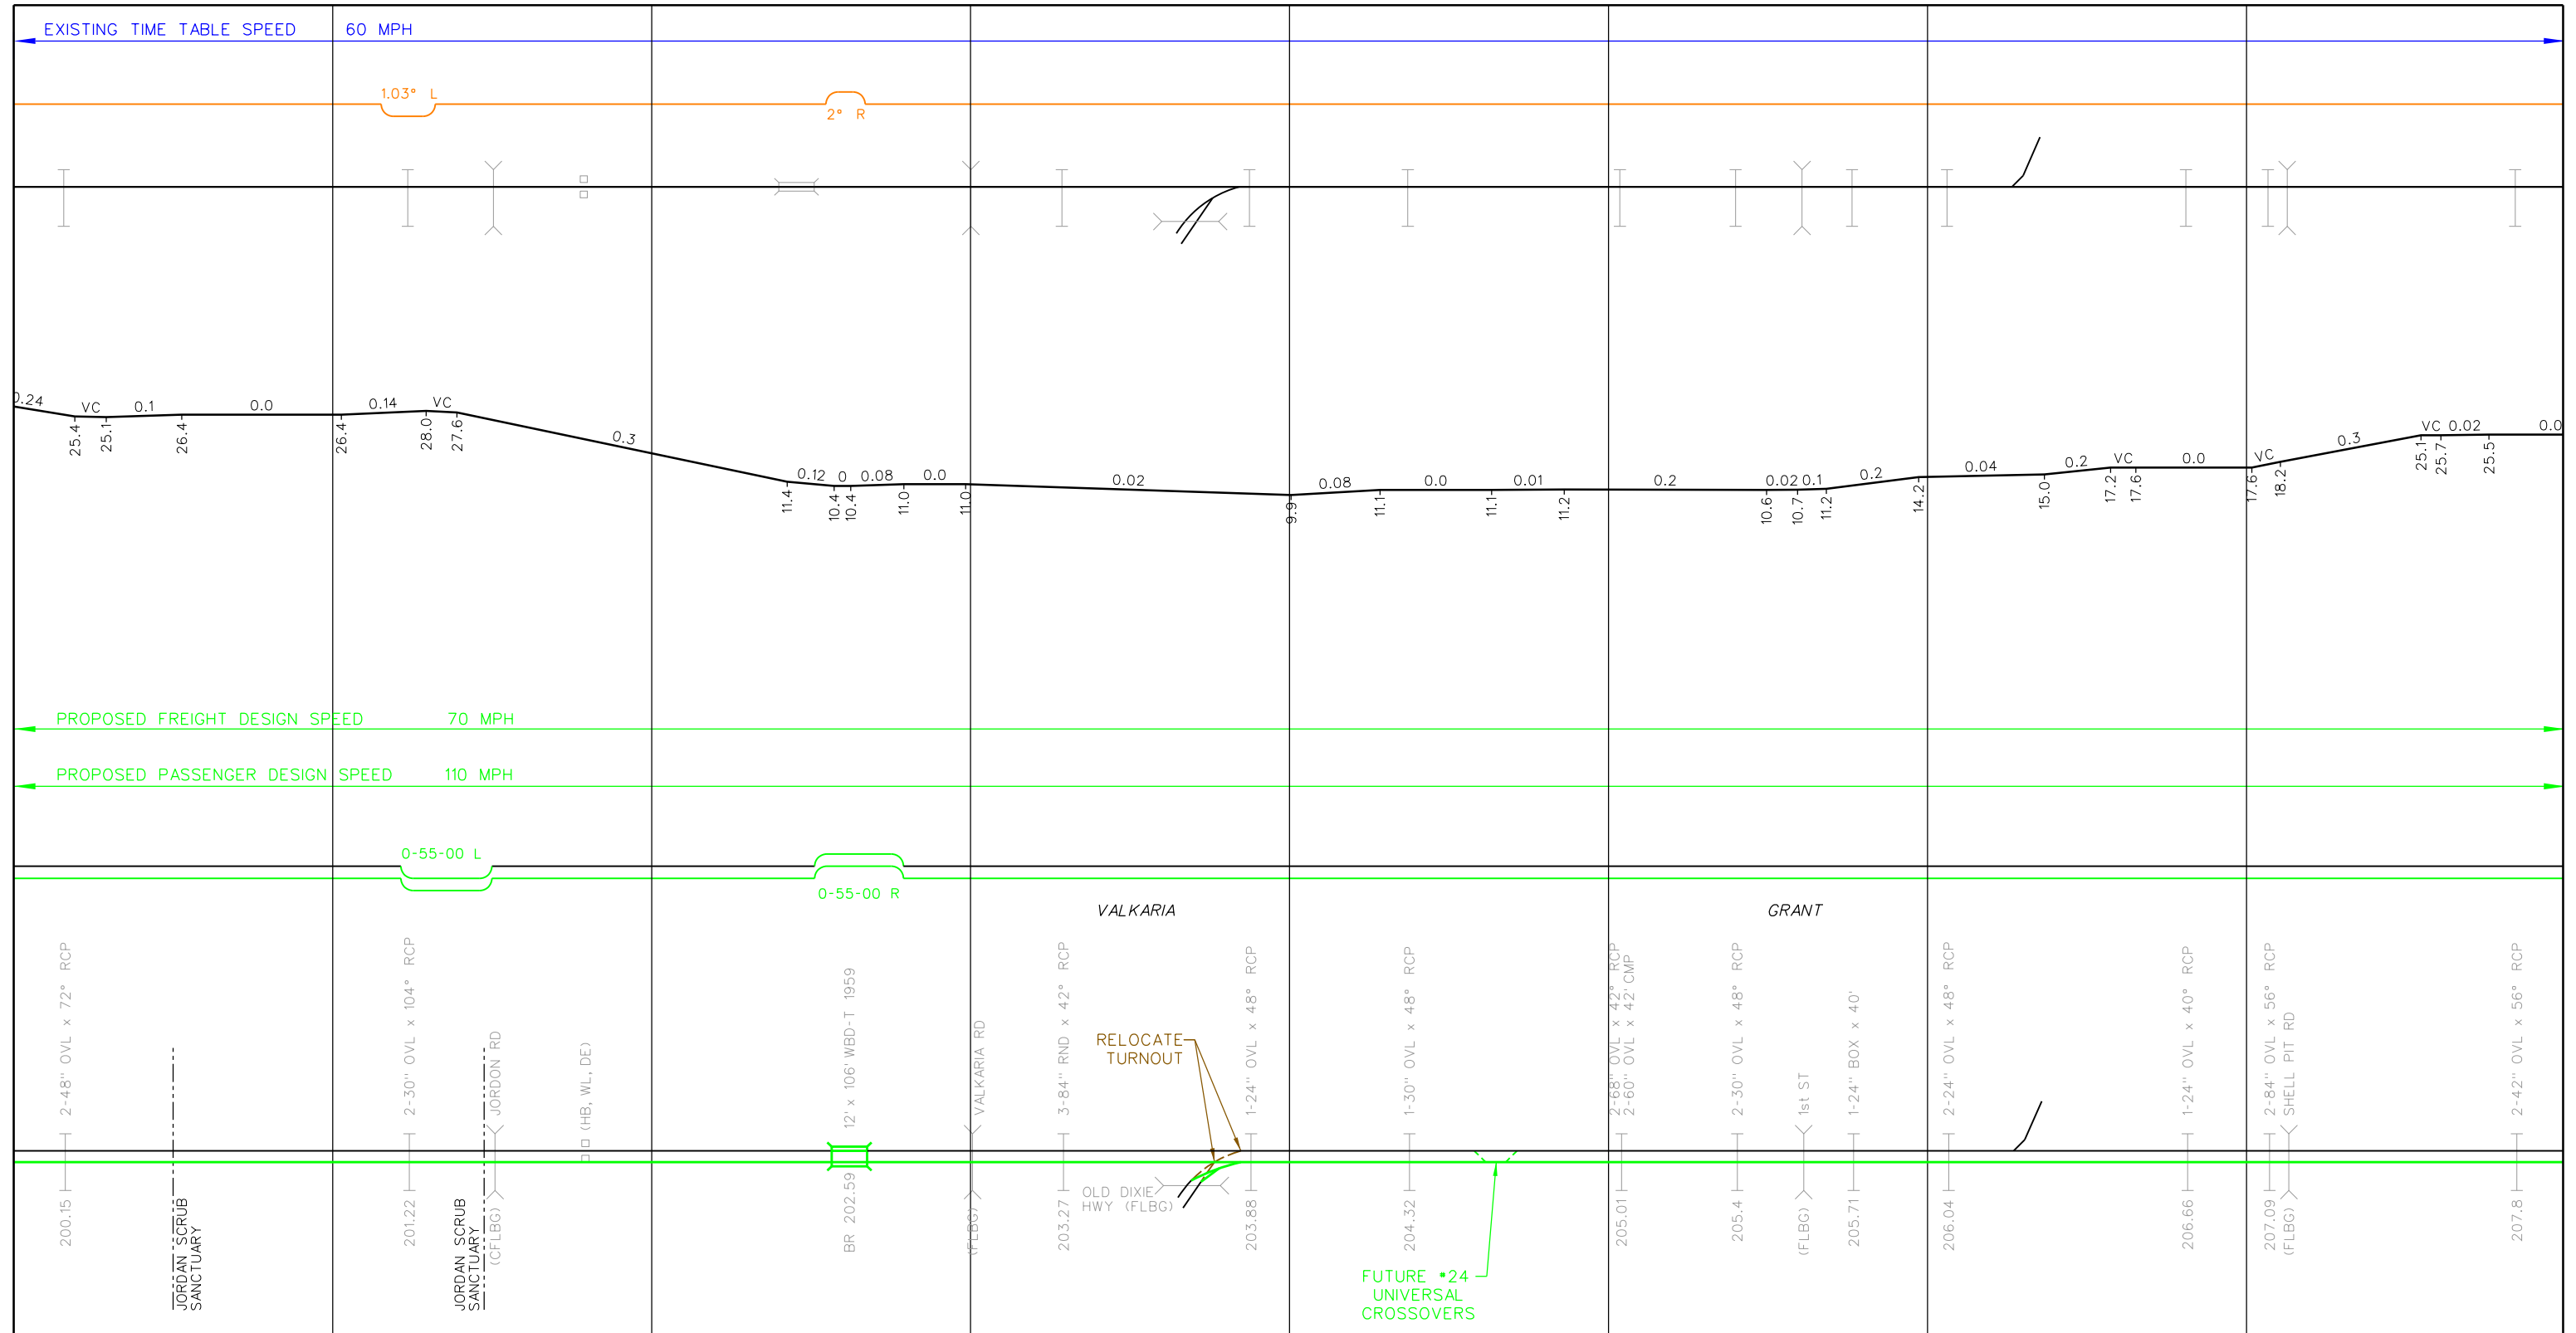 EXISTING TIME TABLE SPEED 60 MPH
1.03° L
2° R
0.24
VC
0.1
0.0
0.14
VC
0.3
0.12
0
0.08
0.0
0.02
0.08
0.0
0.01
0.2
0.02
0.1
0.2
0.04
0.2
VC
0.0
VC
0.3
VC
0.02
0.0
25.4
25.1
26.4
26.4
28.0
27.6
11.4
10.4
10.4
11.0
11.0
9.9
11.1
11.1
11.2
10.6
10.7
11.2
14.2
15.0
17.2
17.6
17.6
18.2
25.1
25.7
25.5
PROPOSED FREIGHT DESIGN SPEED 70 MPH
PROPOSED PASSENGER DESIGN SPEED 110 MPH
0-55-00 L
0-55-00 R
VALKARIA
GRANT
200.15 2-48" OVL x 72° RCP
JORDAN SCRUB
SANCTUARY
201.22 2-30" OVL x 104° RCP
JORDAN SCRUB
SANCTUARY
(CFLBG) JORDON RD
(HB, WL, DE)
BR 202.59 12' x 106' WBD-T 1959
(FLBG) VALKARIA RD
203.27 3-84" RND x 42° RCP
RELOCATE
TURNOUT
OLD DIXIE
HWY (FLBG)
203.88 1-24" OVL x 48° RCP
204.32 1-30" OVL x 48° RCP
FUTURE #24
UNIVERSAL
CROSSOVERS
205.01 2-68" OVL x 42° RCP
2-60" OVL x 42' CMP
205.4 2-30" OVL x 48° RCP
(FLBG) 1st ST
205.71 1-24" BOX x 40'
206.04 2-24" OVL x 48° RCP
206.66 1-24" OVL x 40° RCP
207.09 2-84" OVL x 56° RCP
(FLBG) SHELL PIT RD
207.8 2-42" OVL x 56° RCP